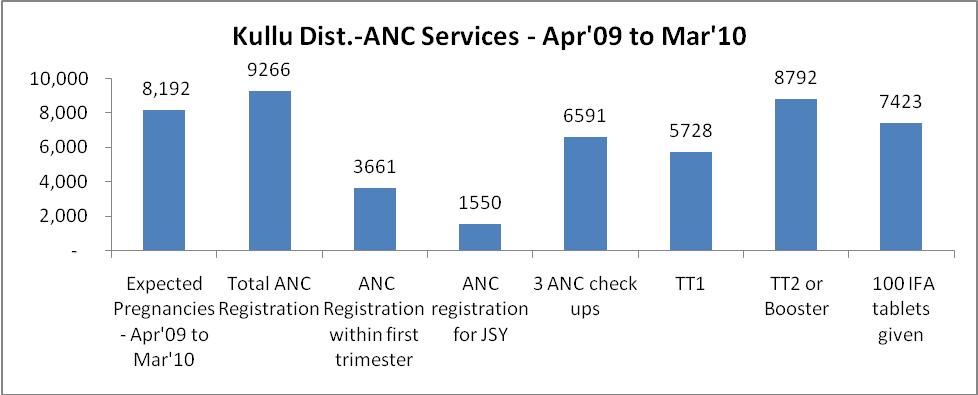 Kullu Dist.-ANC Services - Apr'09 to Mar'10
10,000
8,000
6,000
4,000
2,000
-
8,192
9266
3661
1550
6591
5728
8792
7423
Expected
Pregnancies
- Apr'09 to
Mar'10
Total ANC
Registration
ANC
Registration
within first
trimester
ANC
registration
for JSY
3 ANC check
ups
TT1
TT2 or
Booster
100 IFA
tablets
given